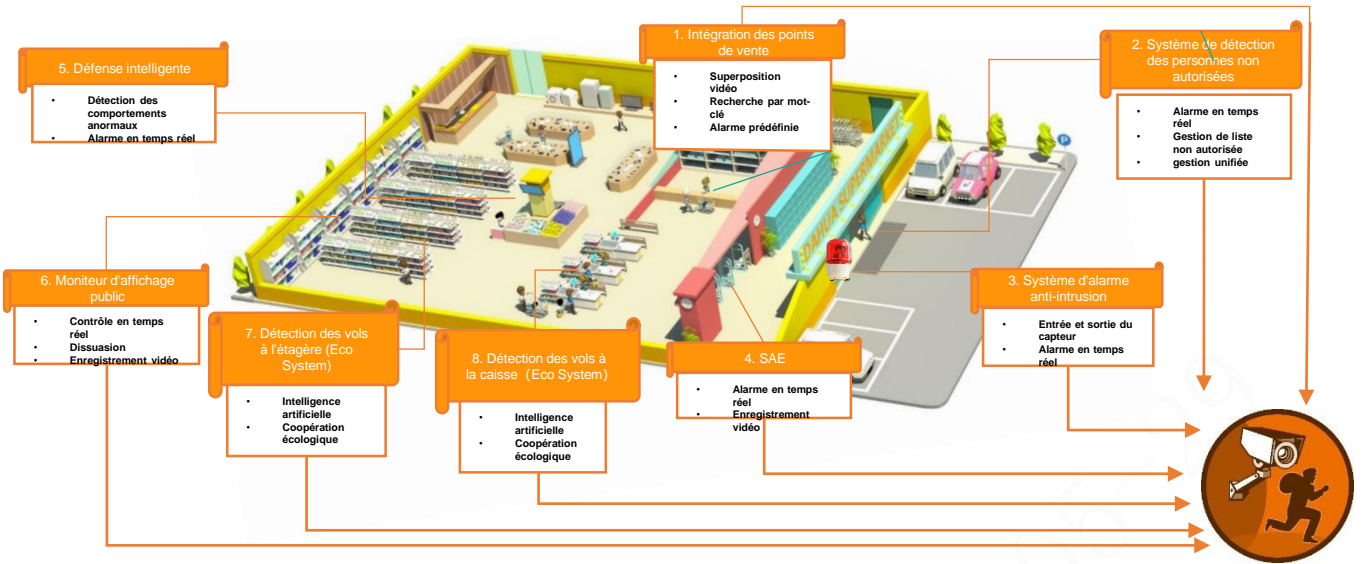 1. Intégration des points
de vente
• Superposition
vidéo
• Recherche par mot-
clé
• Alarme prédéfinie
2. Système de détection
des personnes non
autorisées
• Alarme en temps
réel
• Gestion de liste
non autorisée
• gestion unifiée
3. Système d'alarme
anti-intrusion
• Entrée et sortie du
capteur
• Alarme en temps
réel
4. SAE
• Alarme en temps
réel
• Enregistrement
vidéo
5. Défense intelligente
• Détection des
comportements
anormaux
• Alarme en temps réel
6. Moniteur d'affichage
public
• Contrôle en temps
réel
• Dissuasion
• Enregistrement vidéo
7. Détection des vols
à l'étagère (Eco
System)
• Intelligence
artificielle
• Coopération
écologique
8. Détection des vols à
la caisse (Eco System)
• Intelligence
artificielle
• Coopération
écologique
DAHUA SUPERMARKET
P